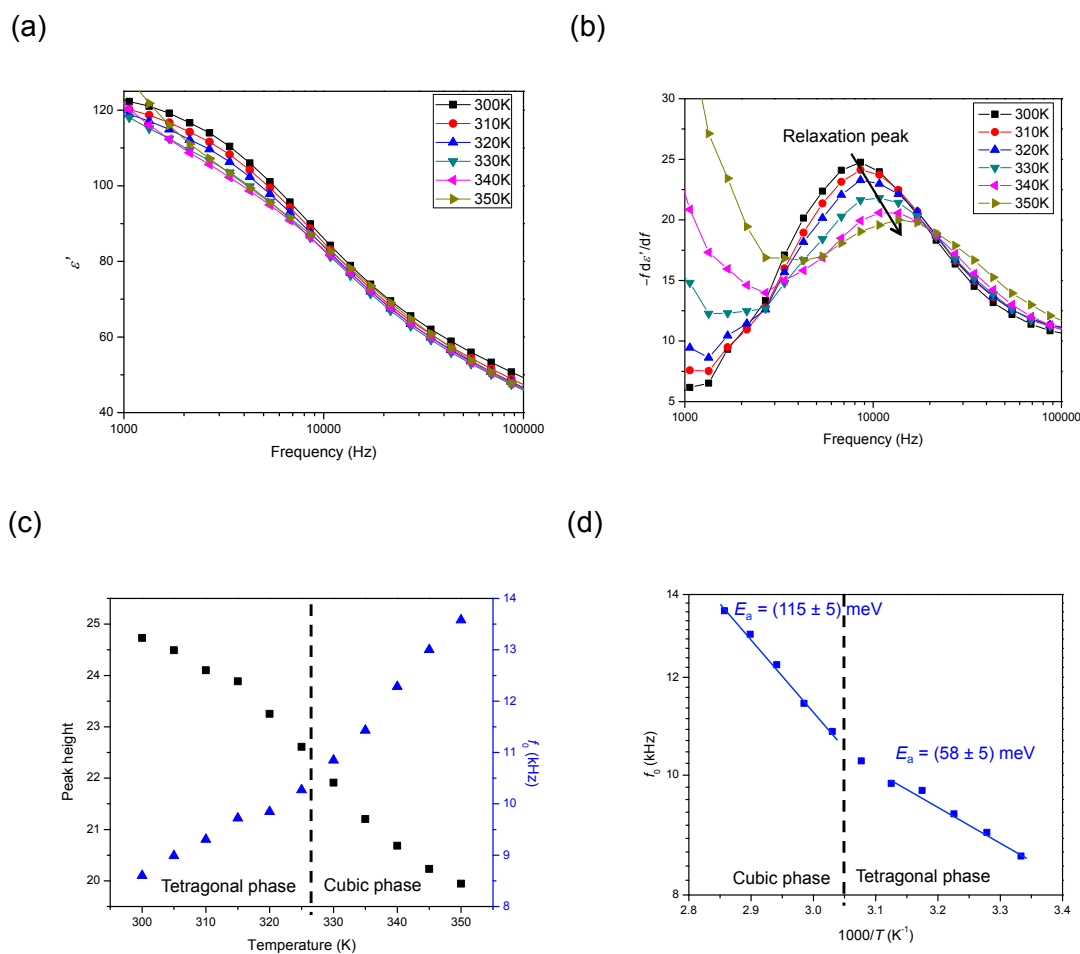 (a)
120
100
80
60
40
ε'
1000
10000
100000
Frequency (Hz)
300K
310K
320K
330K
340K
350K
(b)
30
25
20
15
10
5
−f dε'/df
1000
10000
100000
Frequency (Hz)
Relaxation peak
300K
310K
320K
330K
340K
350K
(c)
25
24
23
22
21
20
Peak height
14
13
12
11
10
9
8
f₀ (kHz)
Tetragonal phase
Cubic phase
300
310
320
330
340
350
Temperature (K)
(d)
14
12
10
8
f₀ (kHz)
Eₐ = (115 ± 5) meV
Eₐ = (58 ± 5) meV
Cubic phase
Tetragonal phase
2.8
2.9
3.0
3.1
3.2
3.3
3.4
1000/T (K⁻¹)